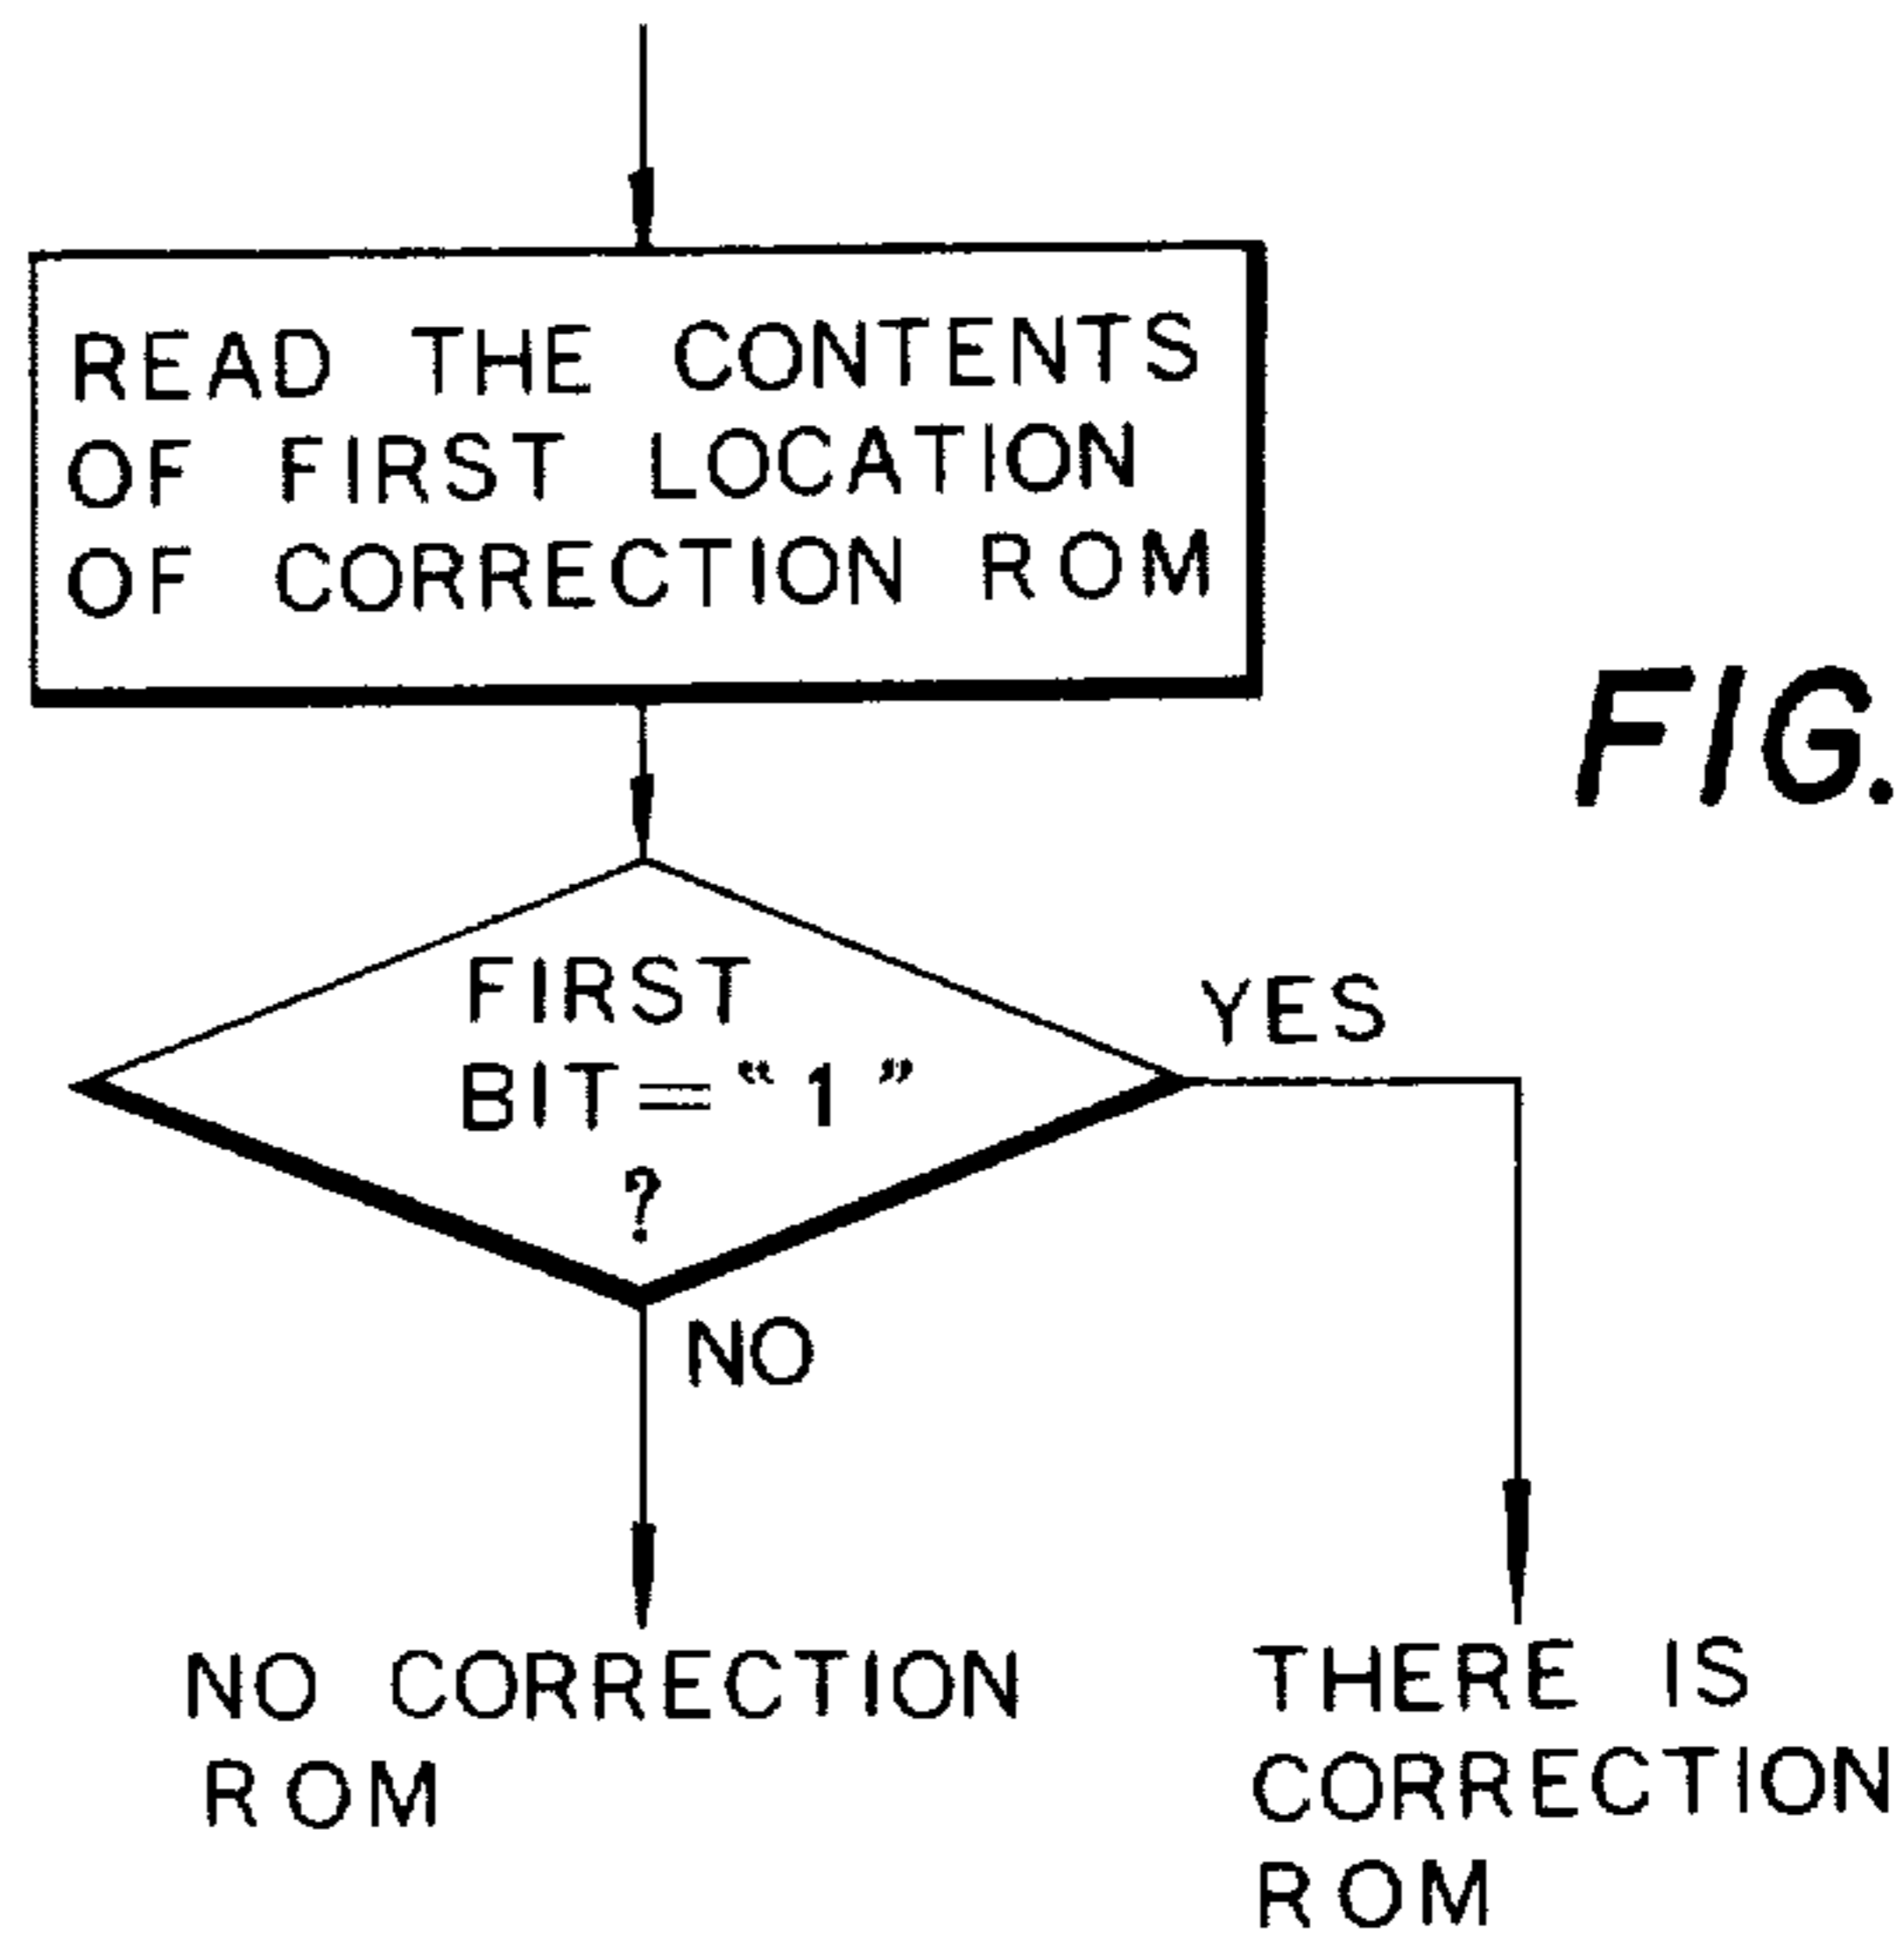 READ THE CONTENTS
OF FIRST LOCATION
OF CORRECTION ROM
FIG.
FIRST
BIT="1"
?
YES
NO
NO CORRECTION
ROM
THERE IS
CORRECTION
ROM